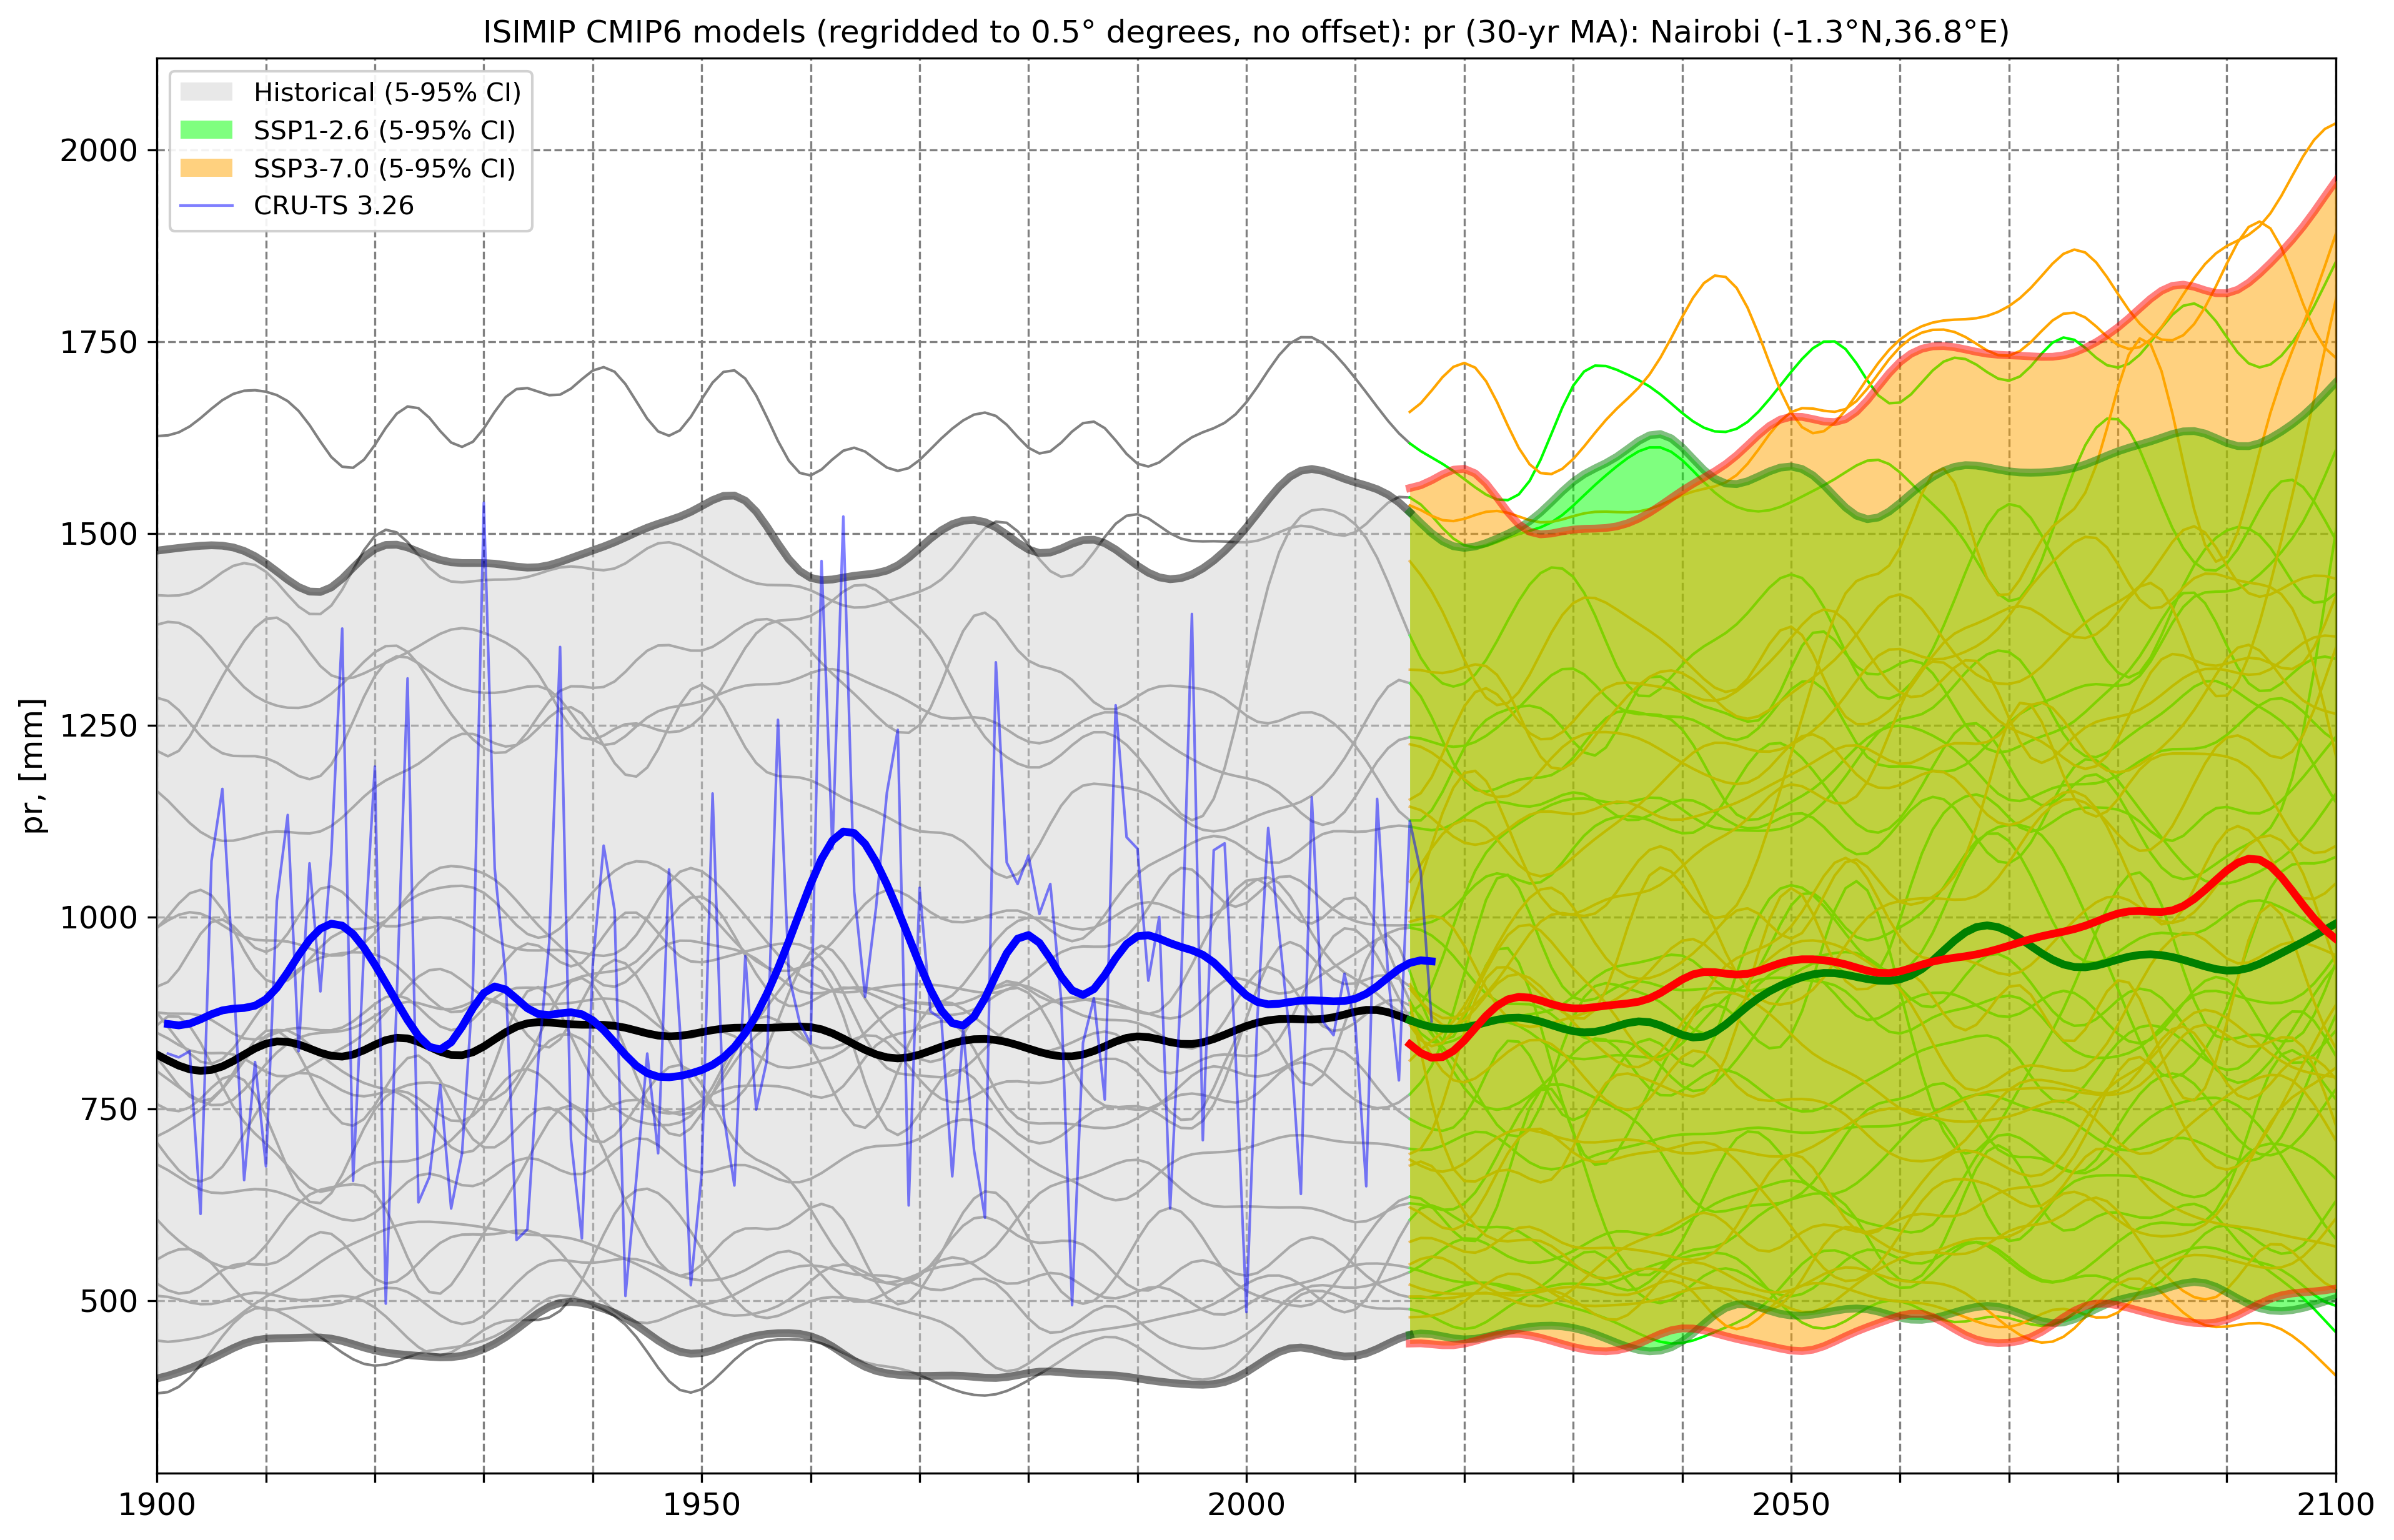 ISIMIP CMIP6 models (regridded to 0.5° degrees, no offset): pr (30-yr MA): Nairobi (-1.3°N,36.8°E)
Historical (5-95% CI)
SSP1-2.6 (5-95% CI)
SSP3-7.0 (5-95% CI)
CRU-TS 3.26
2000
1750
1500
1250
1000
750
500
pr, [mm]
1900
1950
2000
2050
2100